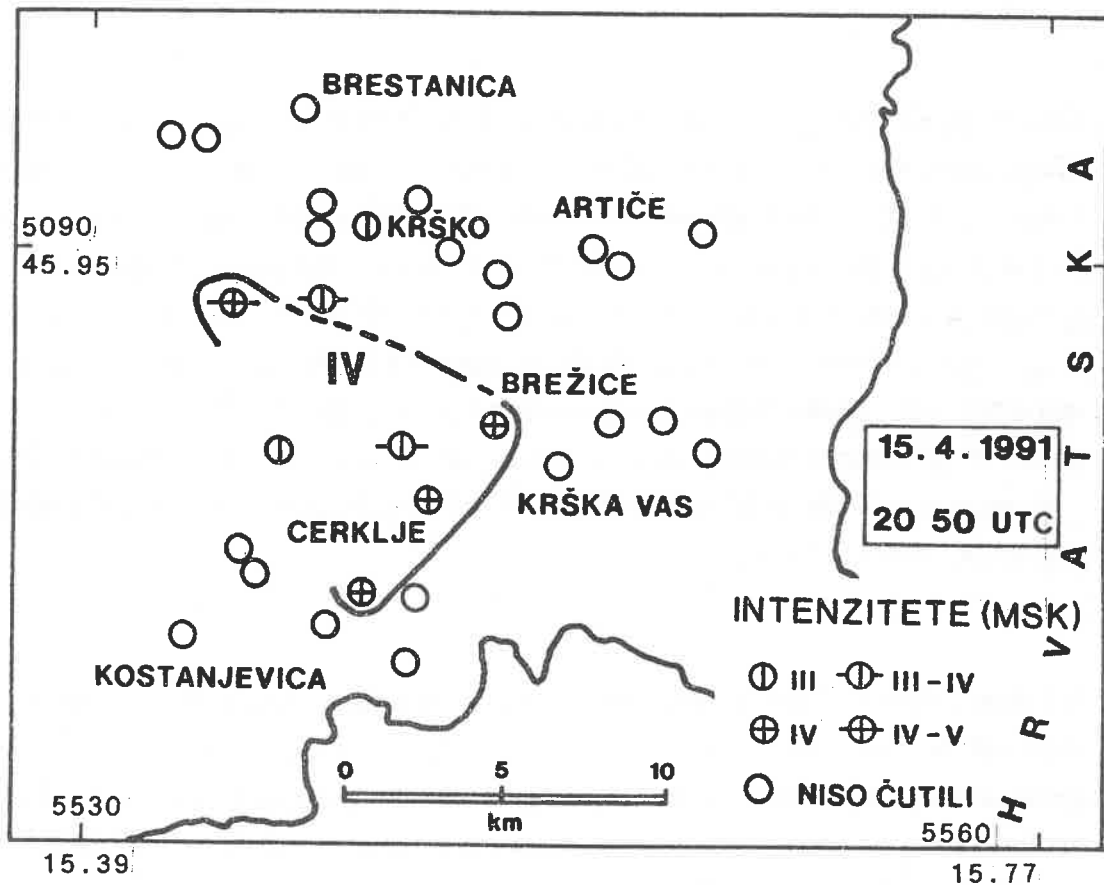 BRESTANICA
ARTIČE
KRŠKO
5090
45.95
IV
BREŽICE
15.4.1991
20 50 UTC
KRŠKA VAS
CERKLJE
KOSTANJEVICA
HRVATSKA
INTENZITETE (MSK)
III III-IV
IV IV-V
NISO ČUTILI
0 5 10
km
5530
5560
15.39
15.77